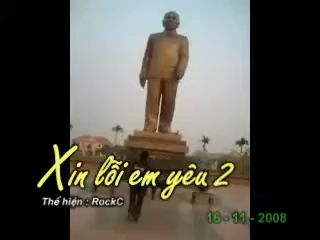 Xin lỗi em yêu 2
Thể hiện : RockC
16 - 11 - 2008